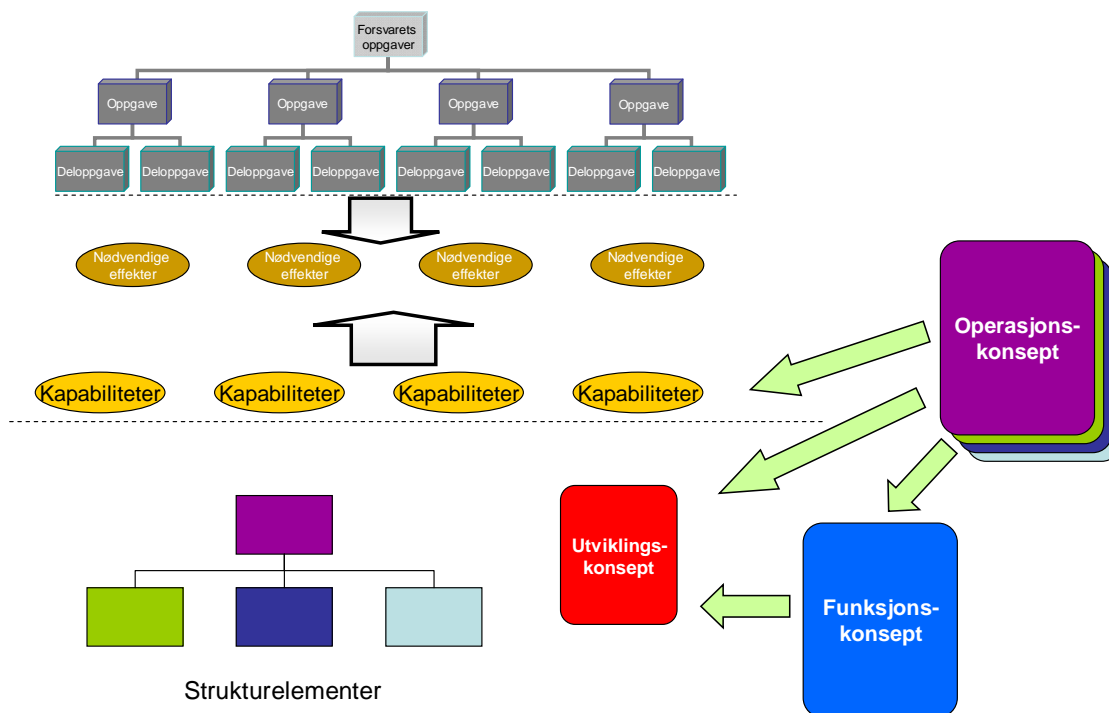 Forsvarets
oppgaver
Oppgave
Oppgave
Oppgave
Oppgave
Deloppgave
Deloppgave
Deloppgave
Deloppgave
Deloppgave
Deloppgave
Deloppgave
Deloppgave
Nødvendige
effekter
Nødvendige
effekter
Nødvendige
effekter
Nødvendige
effekter
Operasjons-
konsept
Kapabiliteter
Kapabiliteter
Kapabiliteter
Kapabiliteter
Utviklings-
konsept
Funksjons-
konsept
Strukturelementer